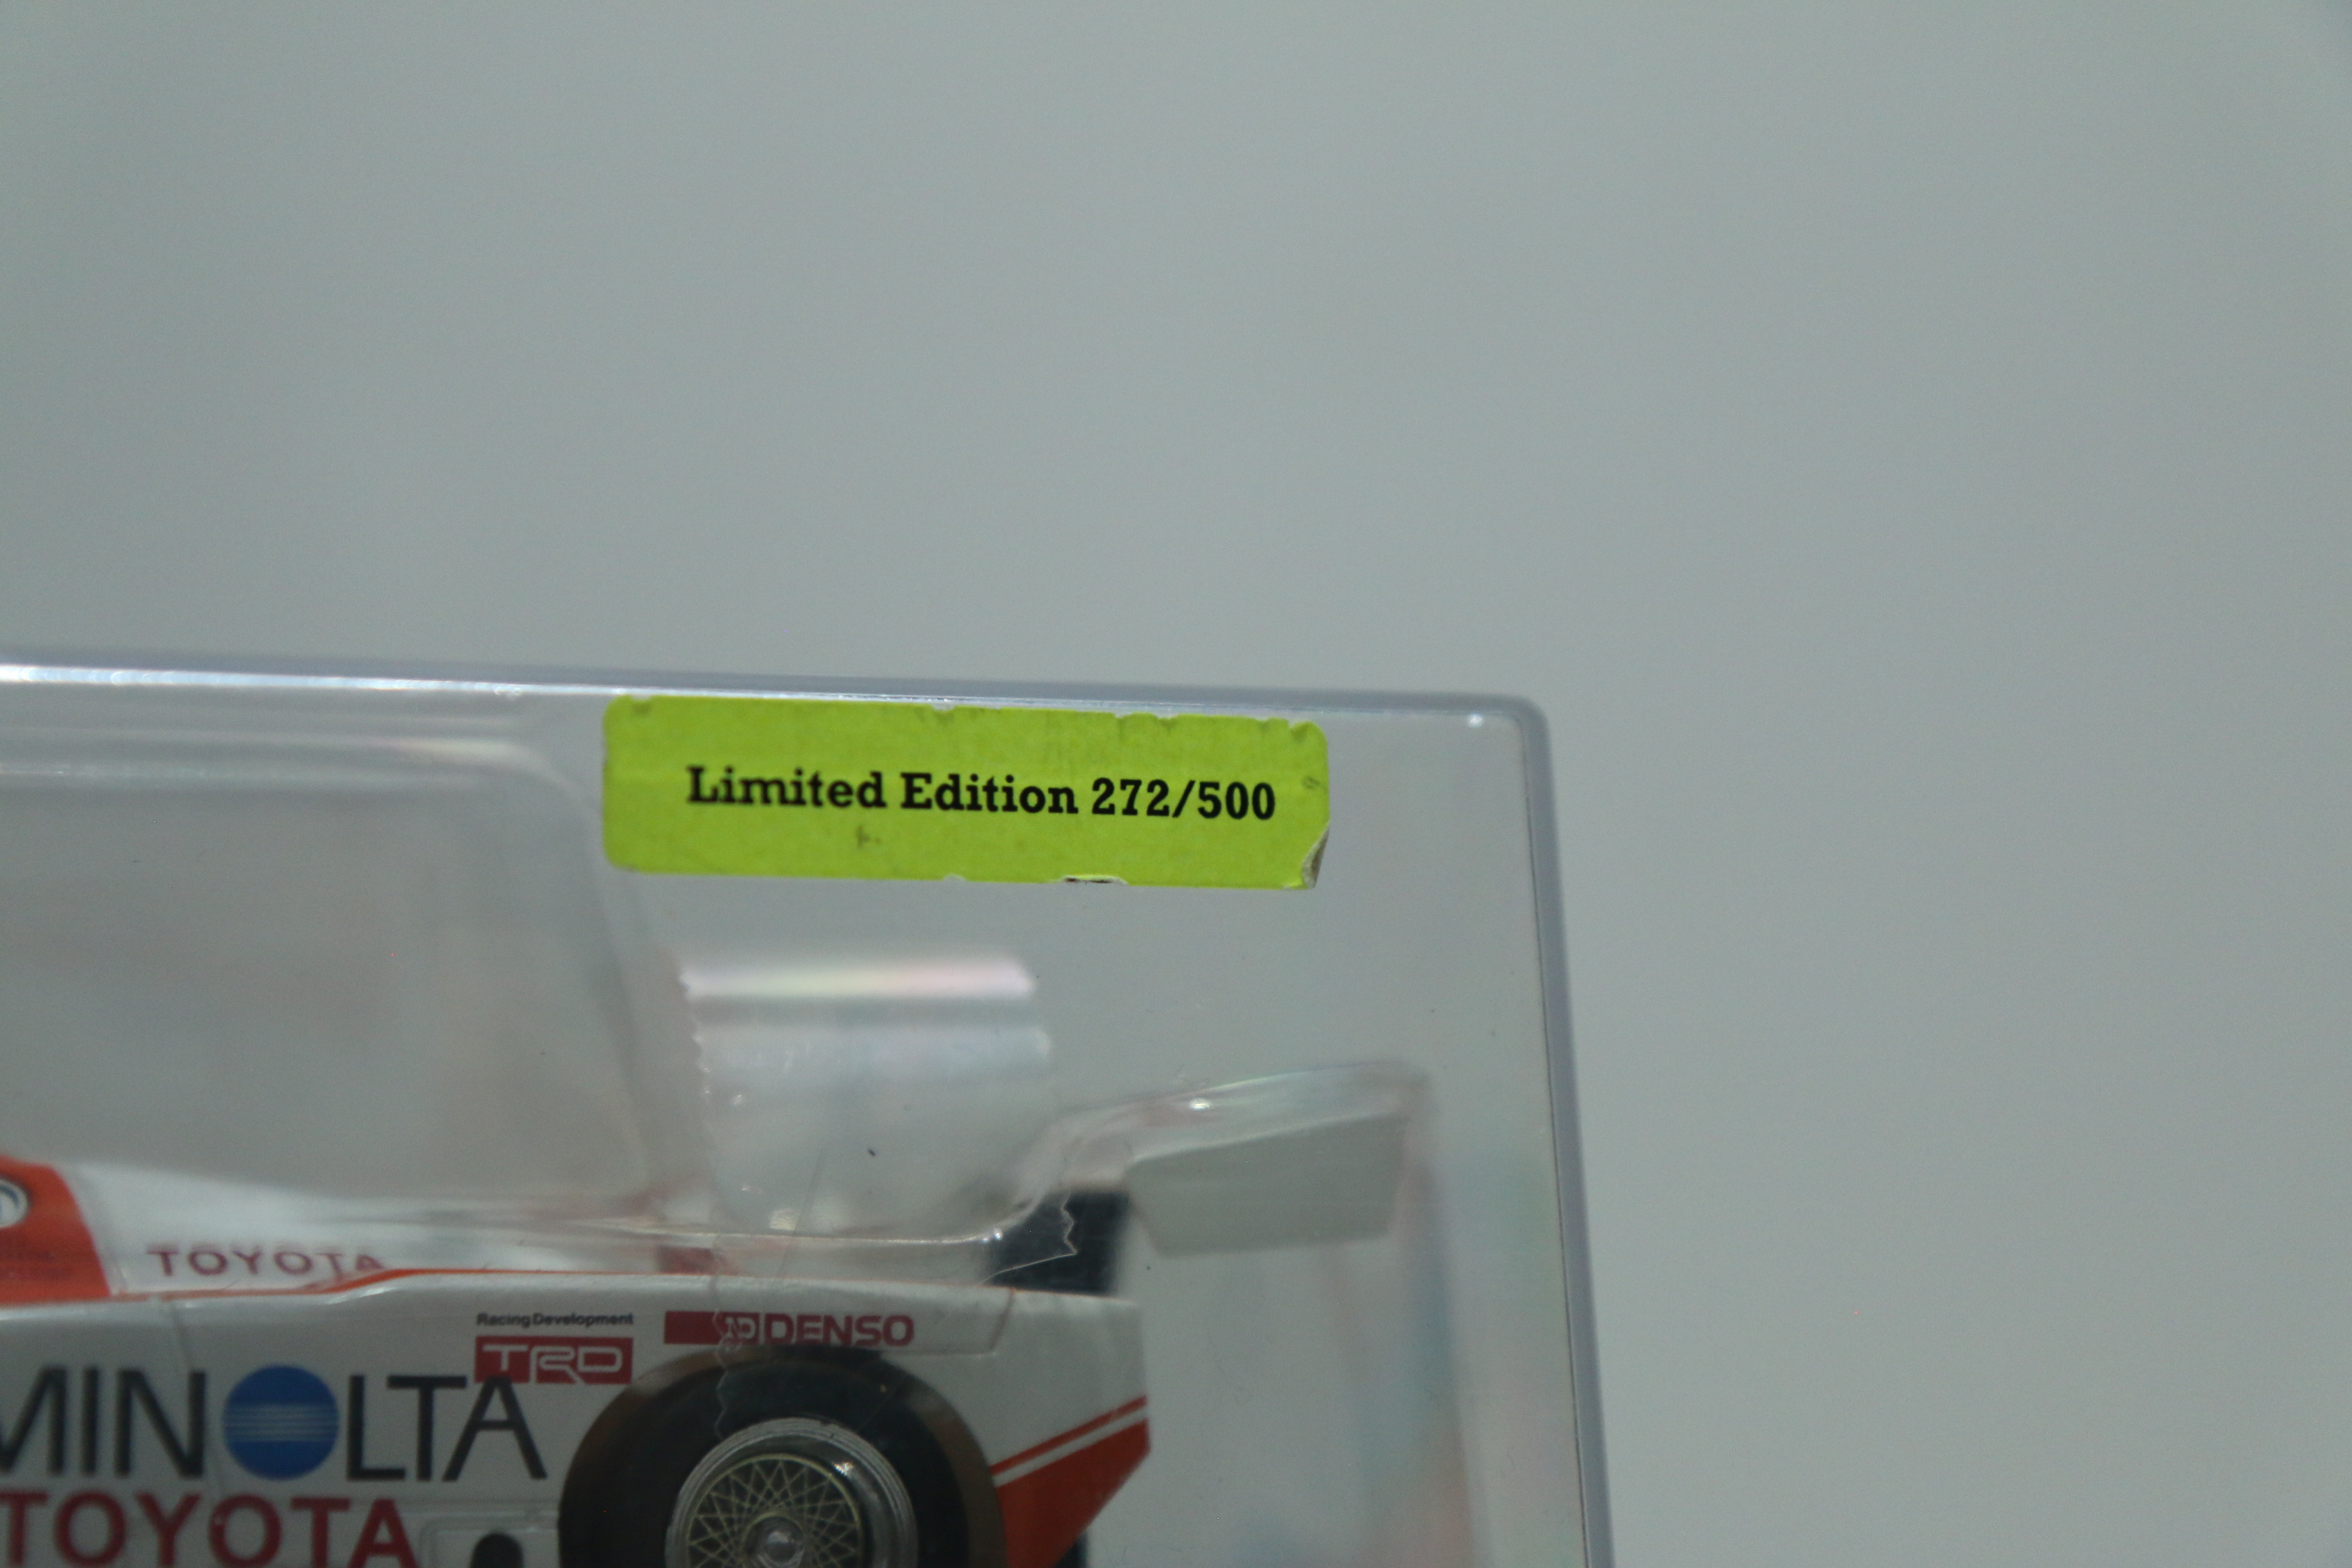 Limited Edition 272/500
TOYOTA
Racing Development
TRD
DENSO
MINOLTA
TOYOTA